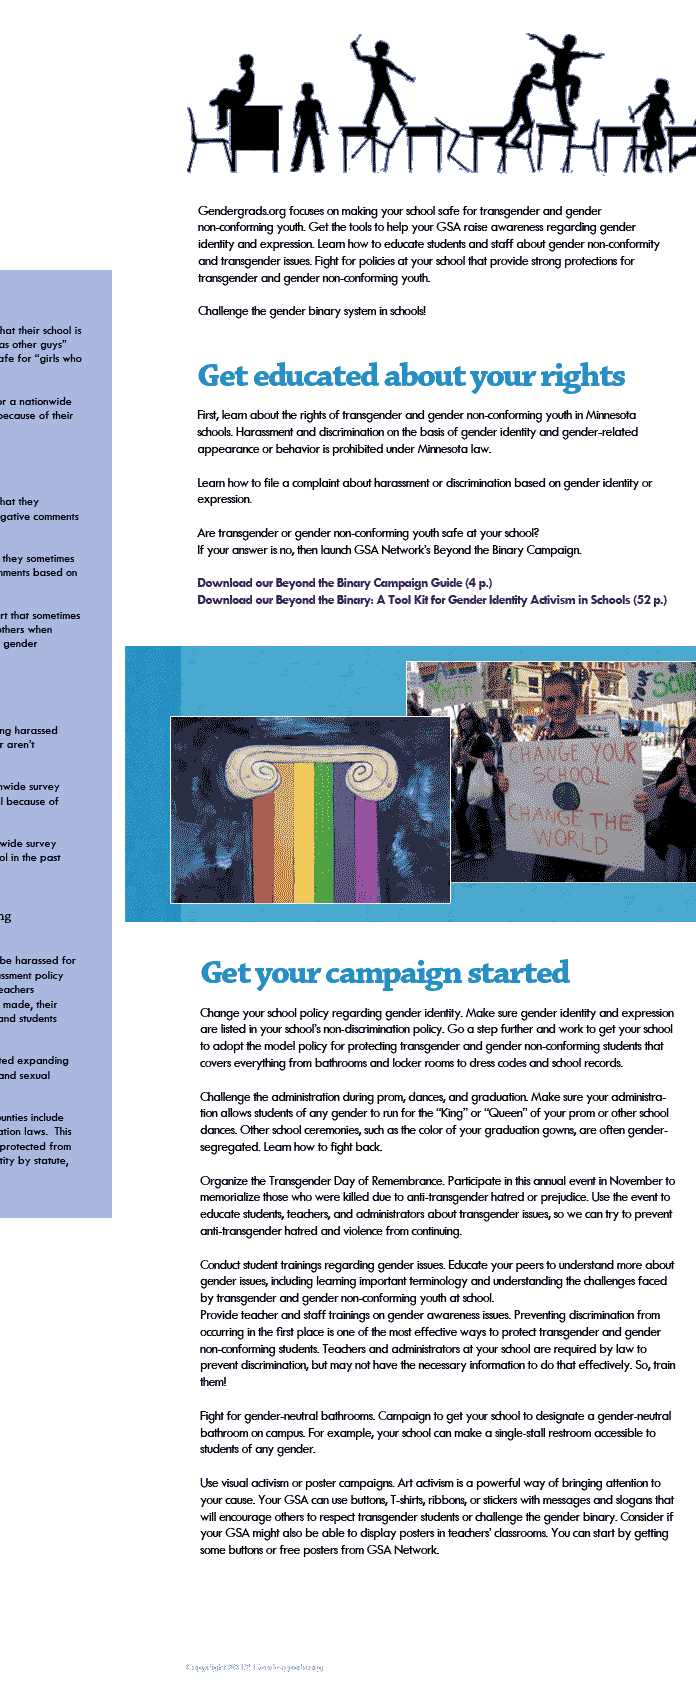 hat their school is
as other guys”
afe for “girls who
or a nationwide
because of their
hat they
gative comments
they sometimes
nments based on
rt that sometimes
others when
gender
ng harassed
r aren't
nwide survey
l because of
wide survey
ol in the past
ng
be harassed for
assment policy
eachers
made, their
and students
ted expanding
and sexual
unties include
ation laws. This
protected from
tity by statute,
Gendergrads.org focuses on making your school safe for transgender and gender
non-conforming youth. Get the tools to help your GSA raise awareness regarding gender
identity and expression. Learn how to educate students and staff about gender non-conformity
and transgender issues. Fight for policies at your school that provide strong protections for
transgender and gender non-conforming youth.
Challenge the gender binary system in schools!
Get educated about your rights
First, learn about the rights of transgender and gender non-conforming youth in Minnesota
schools. Harassment and discrimination on the basis of gender identity and gender-related
appearance or behavior is prohibited under Minnesota law.
Learn how to file a complaint about harassment or discrimination based on gender identity or
expression.
Are transgender or gender non-conforming youth safe at your school?
If your answer is no, then launch GSA Network's Beyond the Binary Campaign.
Download our Beyond the Binary Campaign Guide (4 p.)
Download our Beyond the Binary: A Tool Kit for Gender Identity Activism in Schools (52 p.)
YOUR
CHANGE YOUR
SCHOOL
CHANGE THE
WORLD
Get your campaign started
Change your school policy regarding gender identity. Make sure gender identity and expression
are listed in your school's non-discrimination policy. Go a step further and work to get your school
to adopt the model policy for protecting transgender and gender non-conforming students that
covers everything from bathrooms and locker rooms to dress codes and school records.
Challenge the administration during prom, dances, and graduation. Make sure your administra-
tion allows students of any gender to run for the “King” or “Queen” of your prom or other school
dances. Other school ceremonies, such as the color of your graduation gowns, are often gender-
segregated. Learn how to fight back.
Organize the Transgender Day of Remembrance. Participate in this annual event in November to
memorialize those who were killed due to anti-transgender hatred or prejudice. Use the event to
educate students, teachers, and administrators about transgender issues, so we can try to prevent
anti-transgender hatred and violence from continuing.
Conduct student trainings regarding gender issues. Educate your peers to understand more about
gender issues, including learning important terminology and understanding the challenges faced
by transgender and gender non-conforming youth at school.
Provide teacher and staff trainings on gender awareness issues. Preventing discrimination from
occurring in the first place is one of the most effective ways to protect transgender and gender
non-conforming students. Teachers and administrators at your school are required by law to
prevent discrimination, but may not have the necessary information to do that effectively. So, train
them!
Fight for gender-neutral bathrooms. Campaign to get your school to designate a gender-neutral
bathroom on campus. For example, your school can make a single-stall restroom accessible to
students of any gender.
Use visual activism or poster campaigns. Art activism is a powerful way of bringing attention to
your cause. Your GSA can use buttons, T-shirts, ribbons, or stickers with messages and slogans that
will encourage others to respect transgender students or challenge the gender binary. Consider if
your GSA might also be able to display posters in teachers' classrooms. You can start by getting
some buttons or free posters from GSA Network.
Copyright